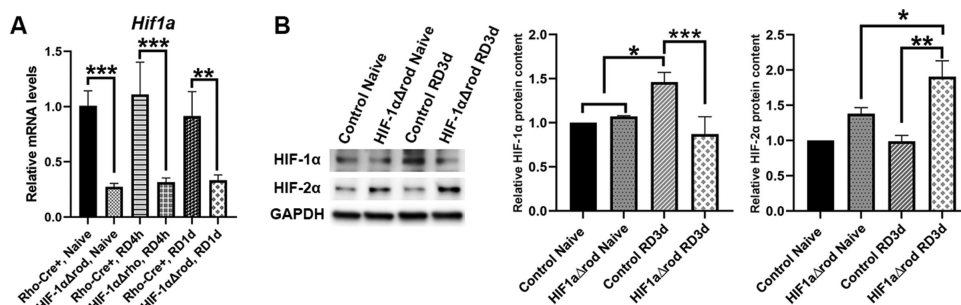 A
Hif1a
***
***
**
Relative mRNA levels
1.5
1.0
0.5
0.0
Rho-Cre+, Naive
HIF-1αΔrod, Naive
Rho-Cre+, RD4h
HIF-1αΔrho, RD4h
Rho-Cre+, RD1d
HIF-1αΔrod, RD1d
B
Control Naive
HIF-1αΔrod Naive
Control RD3d
HIF-1αΔrod RD3d
HIF-1α
HIF-2α
GAPDH
*
***
Relative HIF-1α protein content
2.0
1.5
1.0
0.5
0.0
Control Naive
HIF1aΔrod Naive
Control RD3d
HIF1aΔrod RD3d
*
**
Relative HIF-2α protein content
2.5
2.0
1.5
1.0
0.5
0.0
Control Naive
HIF1aΔrod Naive
Control RD3d
HIF1aΔrod RD3d